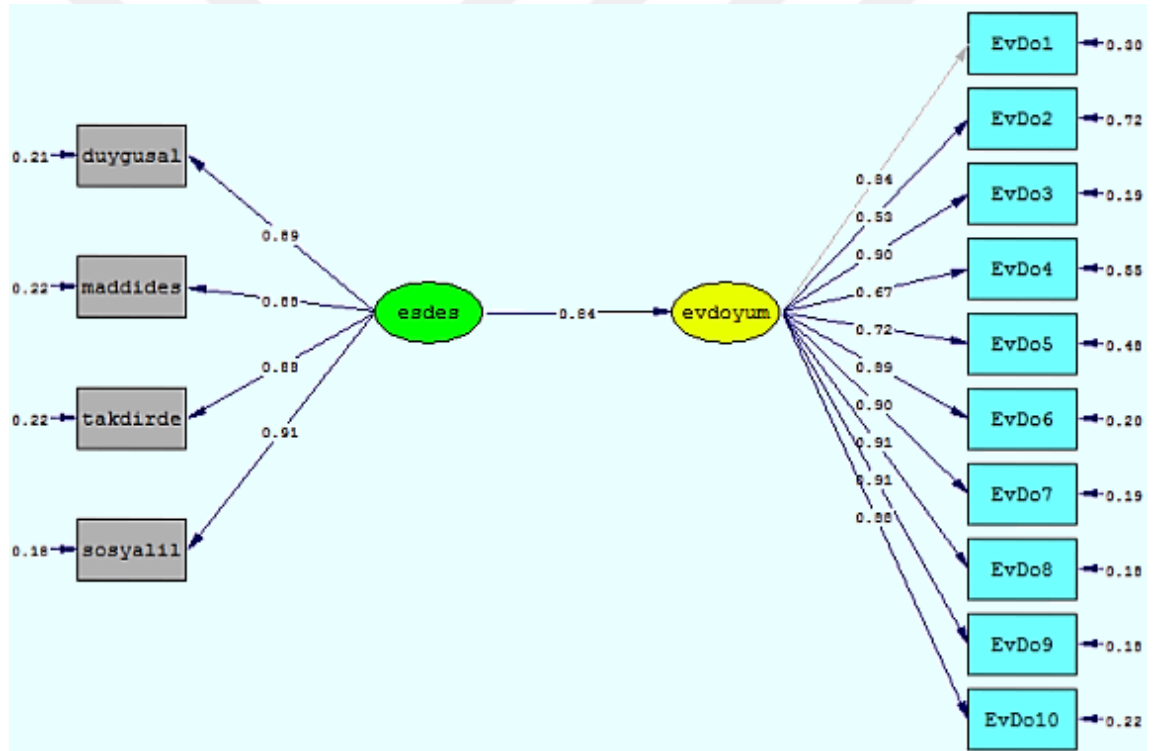 0.21
duygusal
0.22
maddides
0.22
takdirde
0.18
sosyalil
0.89
0.88
0.88
0.91
esdes
0.84
evdoyum
0.84
0.53
0.90
0.67
0.72
0.89
0.90
0.91
0.91
0.88
EvDo1
0.30
EvDo2
0.72
EvDo3
0.19
EvDo4
0.55
EvDo5
0.48
EvDo6
0.20
EvDo7
0.19
EvDo8
0.18
EvDo9
0.18
EvDo10
0.22